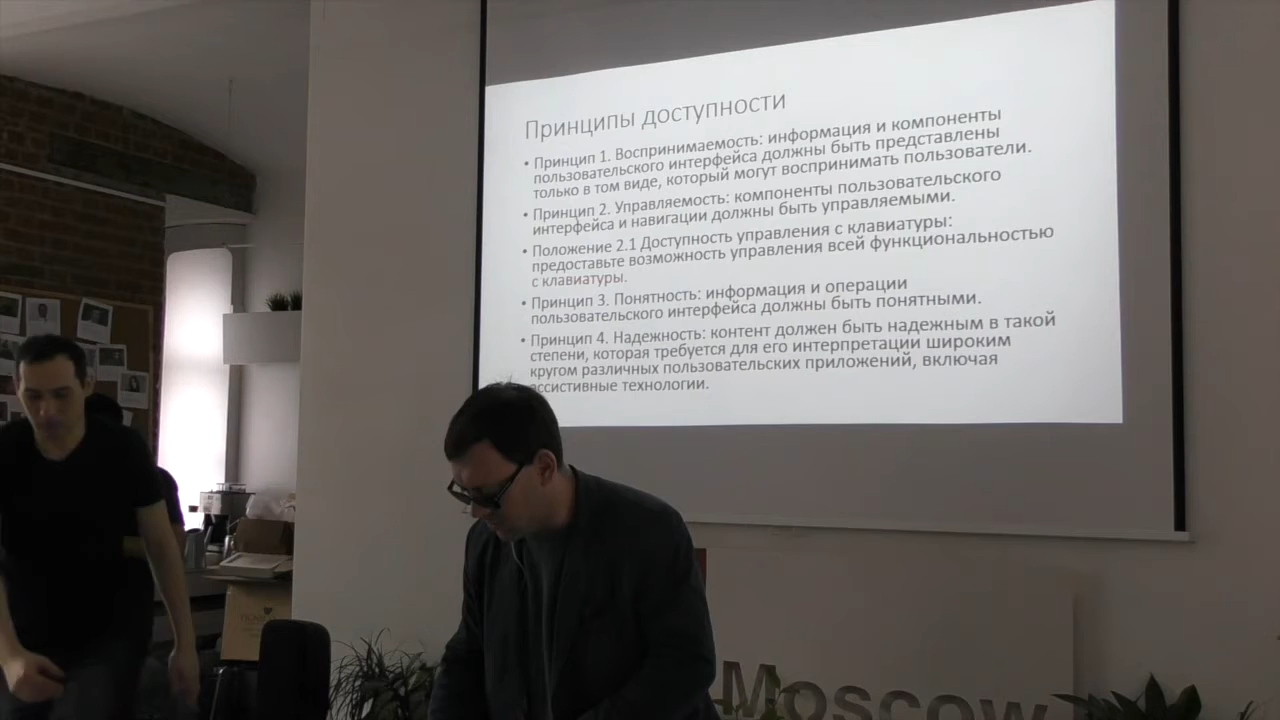 Принципы доступности
• Принцип 1. Воспринимаемость: информация и компоненты
пользовательского интерфейса должны быть представлены
только в том виде, который могут воспринимать пользователи.
• Принцип 2. Управляемость: компоненты пользовательского
интерфейса и навигации должны быть управляемыми.
• Положение 2.1 Доступность управления с клавиатуры:
предоставьте возможность управления всей функциональностью
с клавиатуры.
• Принцип 3. Понятность: информация и операции
пользовательского интерфейса должны быть понятными.
• Принцип 4. Надежность: контент должен быть надежным в такой
степени, которая требуется для его интерпретации широким
кругом различных пользовательских приложений, включая
ассистивные технологии.
Moscow